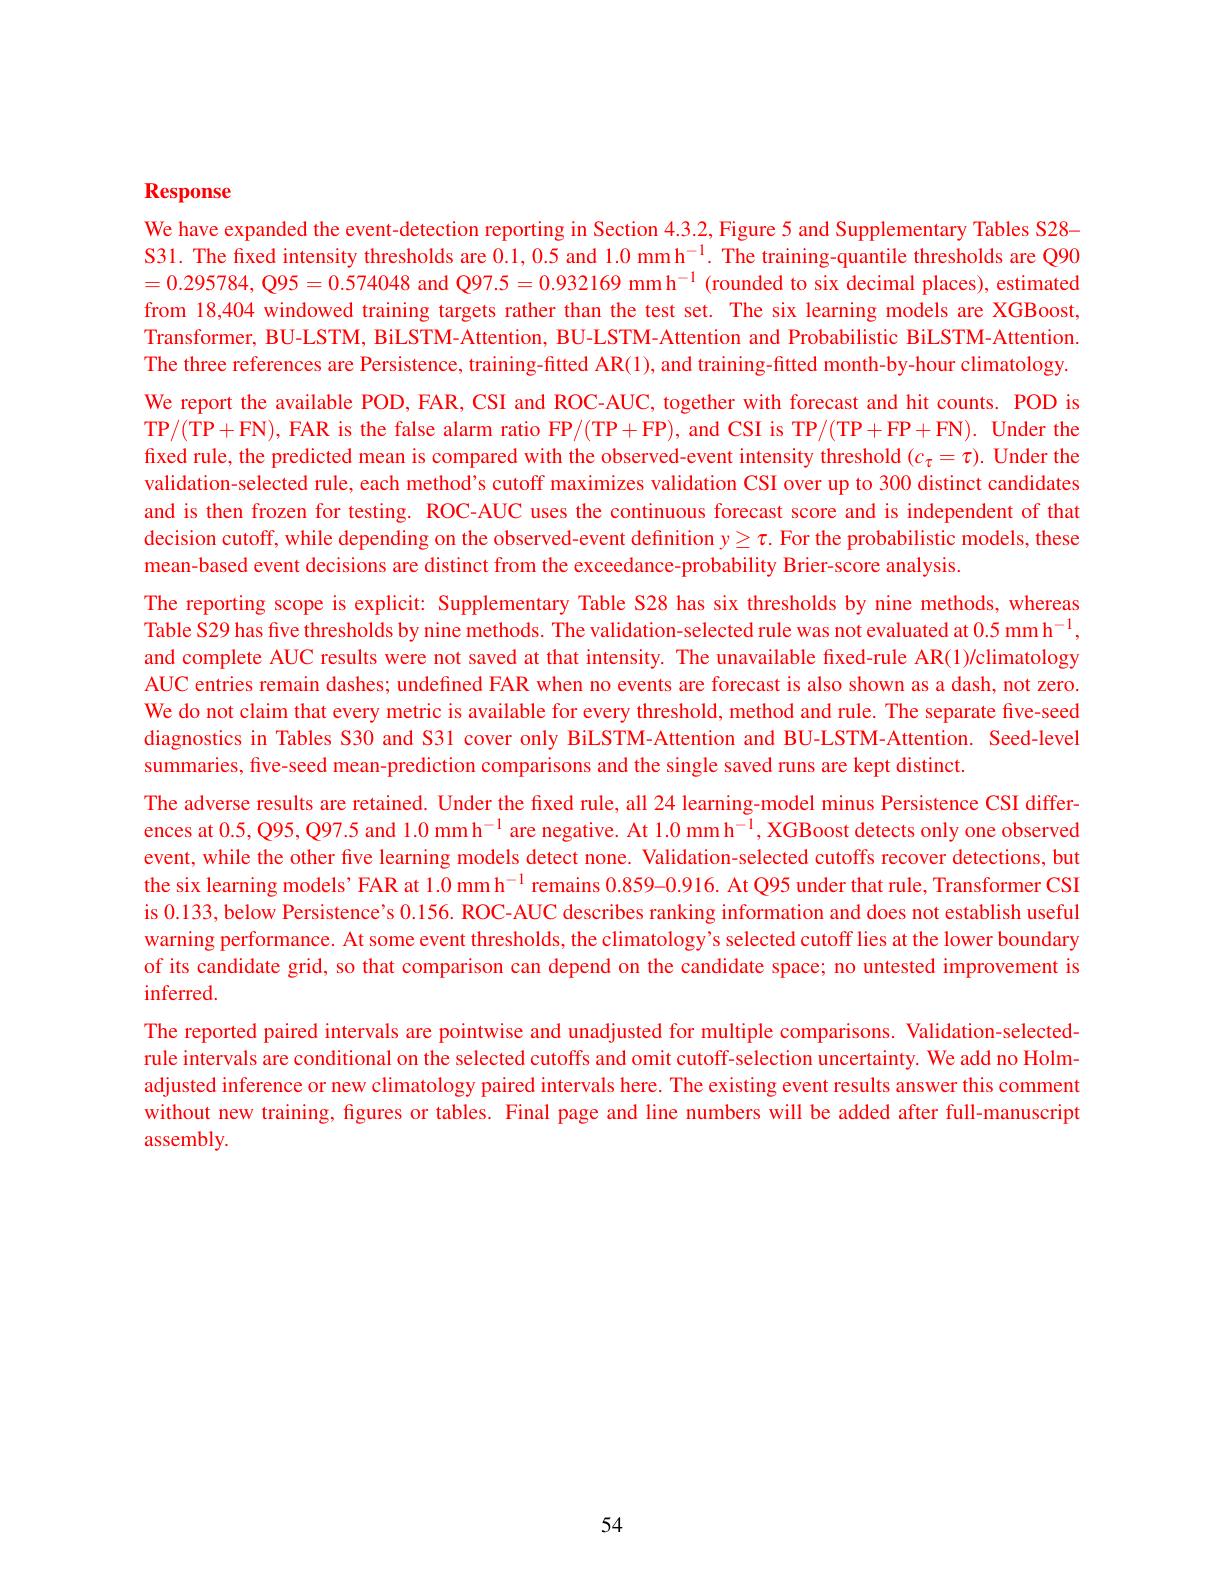 Response
We have expanded the event-detection reporting in Section 4.3.2, Figure 5 and Supplementary Tables S28–
S31. The fixed intensity thresholds are 0.1, 0.5 and 1.0 mm h⁻¹. The training-quantile thresholds are Q90
= 0.295784, Q95 = 0.574048 and Q97.5 = 0.932169 mm h⁻¹ (rounded to six decimal places), estimated
from 18,404 windowed training targets rather than the test set. The six learning models are XGBoost,
Transformer, BU-LSTM, BiLSTM-Attention, BU-LSTM-Attention and Probabilistic BiLSTM-Attention.
The three references are Persistence, training-fitted AR(1), and training-fitted month-by-hour climatology.
We report the available POD, FAR, CSI and ROC-AUC, together with forecast and hit counts. POD is
TP/(TP + FN), FAR is the false alarm ratio FP/(TP + FP), and CSI is TP/(TP + FP + FN). Under the
fixed rule, the predicted mean is compared with the observed-event intensity threshold (c_τ = τ). Under the
validation-selected rule, each method's cutoff maximizes validation CSI over up to 300 distinct candidates
and is then frozen for testing. ROC-AUC uses the continuous forecast score and is independent of that
decision cutoff, while depending on the observed-event definition y ≥ τ. For the probabilistic models, these
mean-based event decisions are distinct from the exceedance-probability Brier-score analysis.
The reporting scope is explicit: Supplementary Table S28 has six thresholds by nine methods, whereas
Table S29 has five thresholds by nine methods. The validation-selected rule was not evaluated at 0.5 mm h⁻¹,
and complete AUC results were not saved at that intensity. The unavailable fixed-rule AR(1)/climatology
AUC entries remain dashes; undefined FAR when no events are forecast is also shown as a dash, not zero.
We do not claim that every metric is available for every threshold, method and rule. The separate five-seed
diagnostics in Tables S30 and S31 cover only BiLSTM-Attention and BU-LSTM-Attention. Seed-level
summaries, five-seed mean-prediction comparisons and the single saved runs are kept distinct.
The adverse results are retained. Under the fixed rule, all 24 learning-model minus Persistence CSI differ-
ences at 0.5, Q95, Q97.5 and 1.0 mm h⁻¹ are negative. At 1.0 mm h⁻¹, XGBoost detects only one observed
event, while the other five learning models detect none. Validation-selected cutoffs recover detections, but
the six learning models' FAR at 1.0 mm h⁻¹ remains 0.859–0.916. At Q95 under that rule, Transformer CSI
is 0.133, below Persistence's 0.156. ROC-AUC describes ranking information and does not establish useful
warning performance. At some event thresholds, the climatology's selected cutoff lies at the lower boundary
of its candidate grid, so that comparison can depend on the candidate space; no untested improvement is
inferred.
The reported paired intervals are pointwise and unadjusted for multiple comparisons. Validation-selected-
rule intervals are conditional on the selected cutoffs and omit cutoff-selection uncertainty. We add no Holm-
adjusted inference or new climatology paired intervals here. The existing event results answer this comment
without new training, figures or tables. Final page and line numbers will be added after full-manuscript
assembly.
54